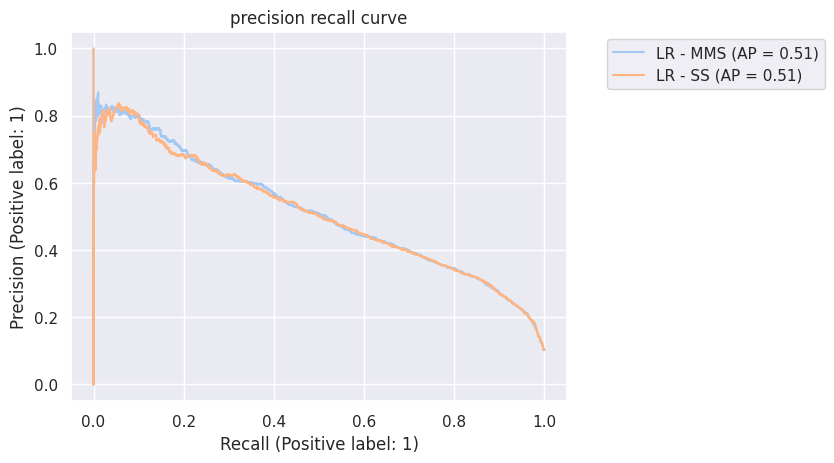 precision recall curve
LR - MMS (AP = 0.51)
LR - SS (AP = 0.51)
Precision (Positive label: 1)
1.0
0.8
0.6
0.4
0.2
0.0
0.0 0.2 0.4 0.6 0.8 1.0
Recall (Positive label: 1)